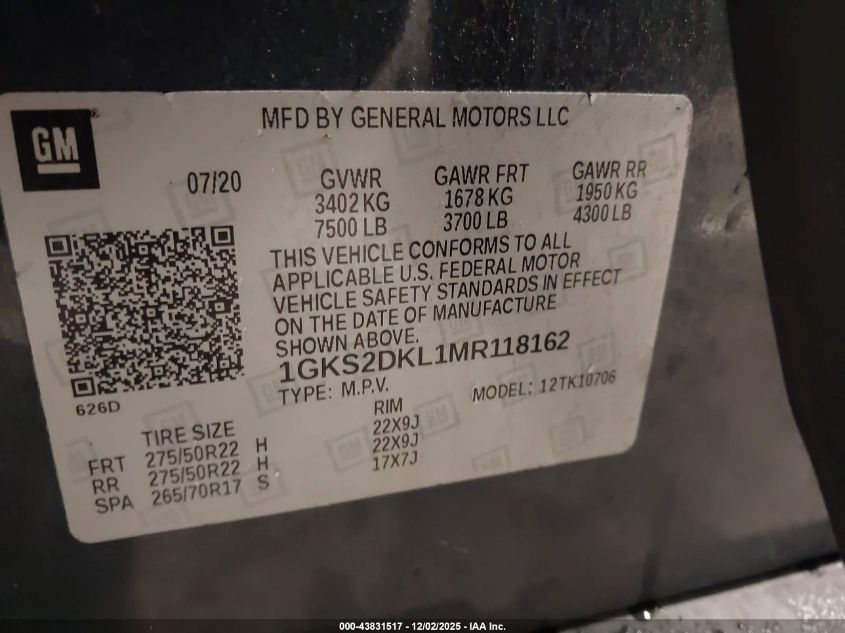 GM
MFD BY GENERAL MOTORS LLC
07/20
GVWR
3402 KG
7500 LB
GAWR FRT
1678 KG
3700 LB
GAWR RR
1950 KG
4300 LB
THIS VEHICLE CONFORMS TO ALL
APPLICABLE U.S. FEDERAL MOTOR
VEHICLE SAFETY STANDARDS IN EFFECT
ON THE DATE OF MANUFACTURE
SHOWN ABOVE.
1GKS2DKL1MR118162
TYPE: M.P.V. MODEL: 12TK10706
626D
TIRE SIZE RIM
FRT 275/50R22 H 22X9J
RR 275/50R22 H 22X9J
SPA 265/70R17 S 17X7J
000-43831517 - 12/02/2025 - IAA Inc.